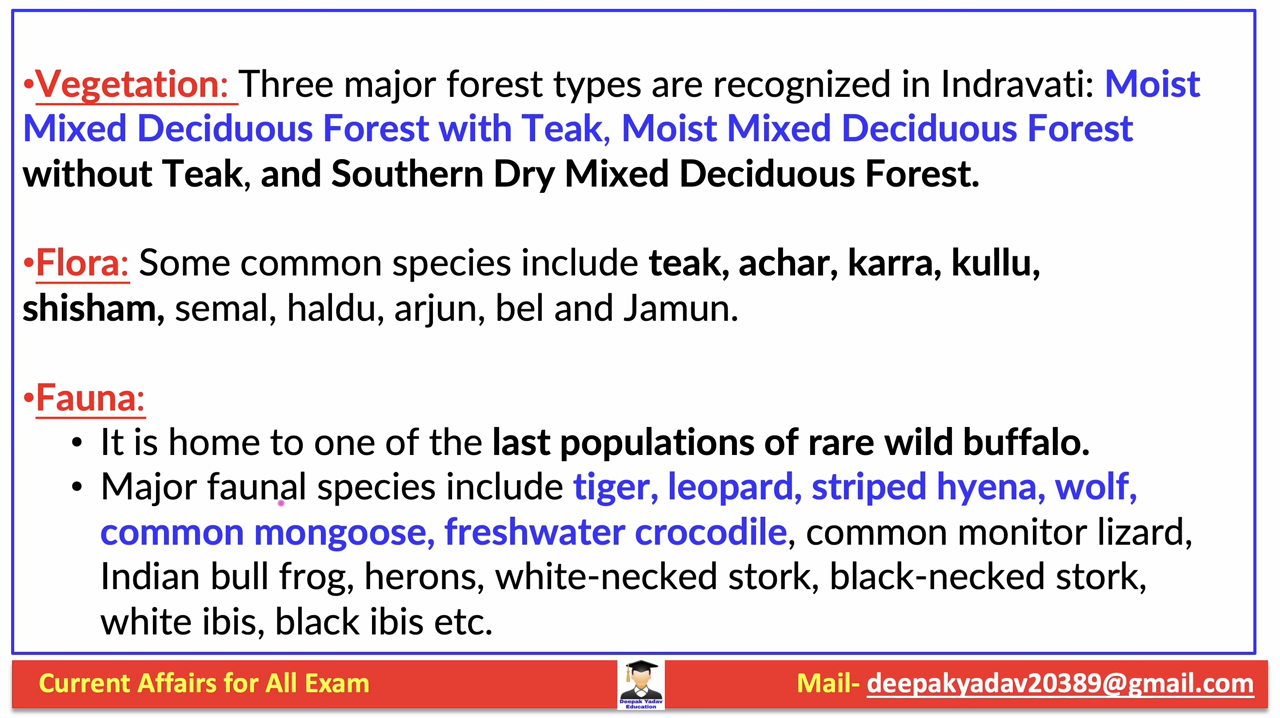 •Vegetation: Three major forest types are recognized in Indravati: Moist
Mixed Deciduous Forest with Teak, Moist Mixed Deciduous Forest
without Teak, and Southern Dry Mixed Deciduous Forest.
•Flora: Some common species include teak, achar, karra, kullu,
shisham, semal, haldu, arjun, bel and Jamun.
•Fauna:
• It is home to one of the last populations of rare wild buffalo.
• Major faunal species include tiger, leopard, striped hyena, wolf,
common mongoose, freshwater crocodile, common monitor lizard,
Indian bull frog, herons, white-necked stork, black-necked stork,
white ibis, black ibis etc.
Current Affairs for All Exam
Deepak Yadav
Education
Mail- deepakyadav20389@gmail.com